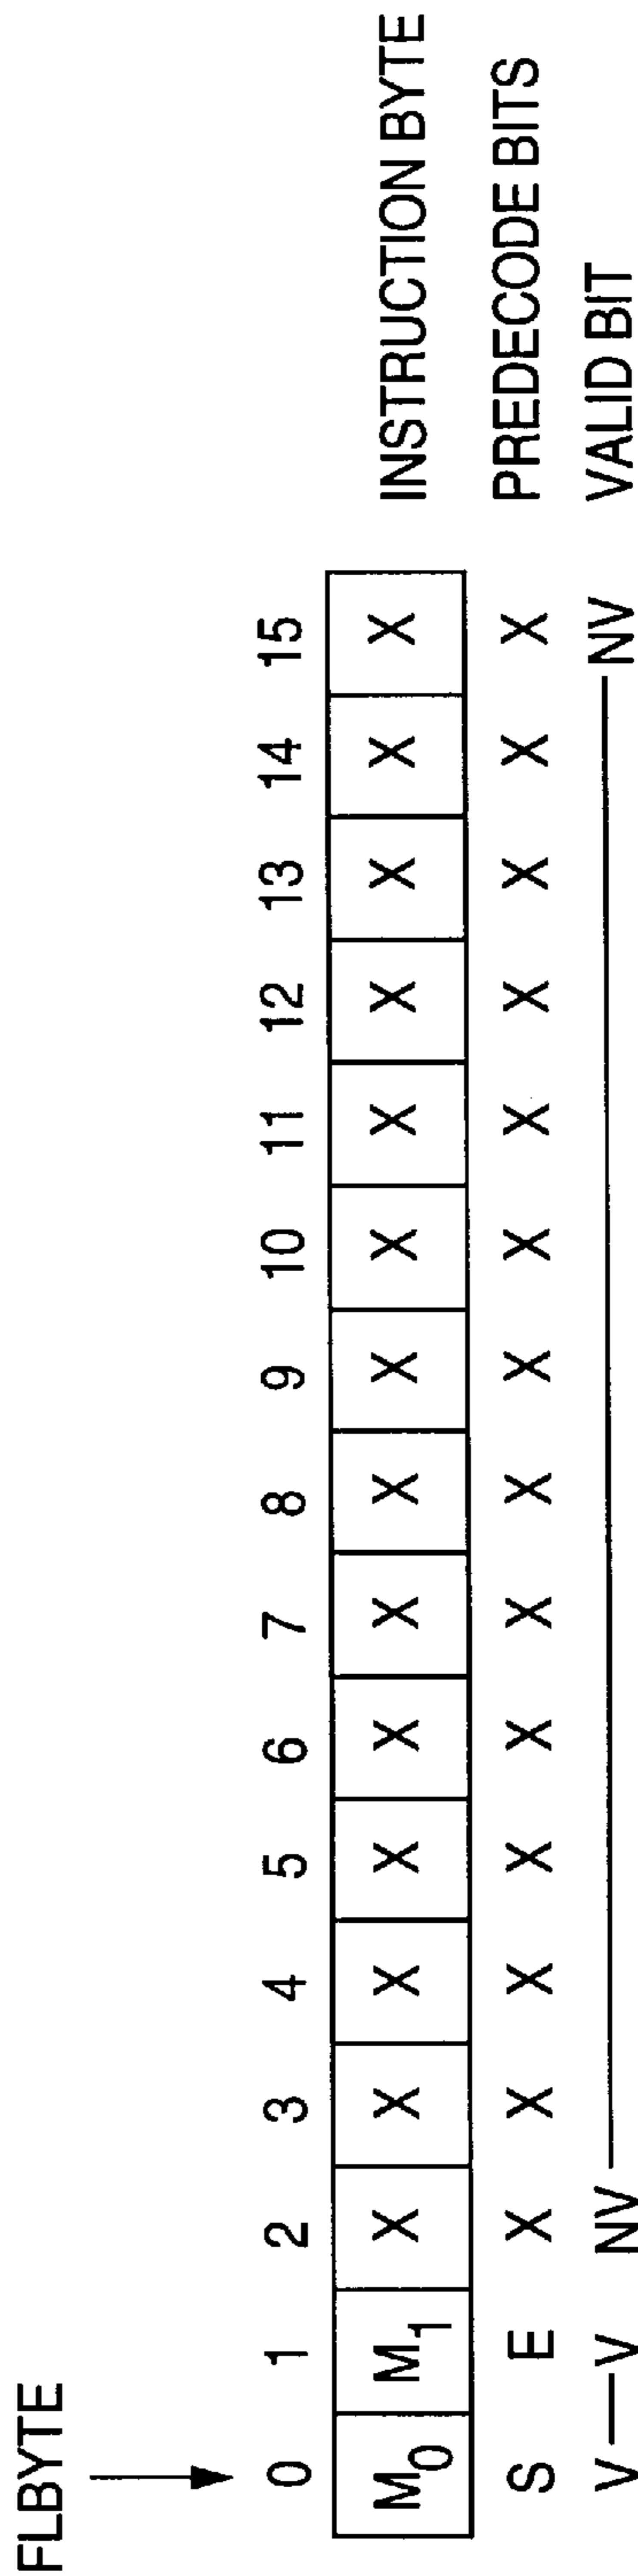 FLBYTE
0 1 2 3 4 5 6 7 8 9 10 11 12 13 14 15
M0 M1 X X X X X X X X X X X X X X INSTRUCTION BYTE
S E X X X X X X X X X X X X X X PREDECODE BITS
V—V NV—NV VALID BIT